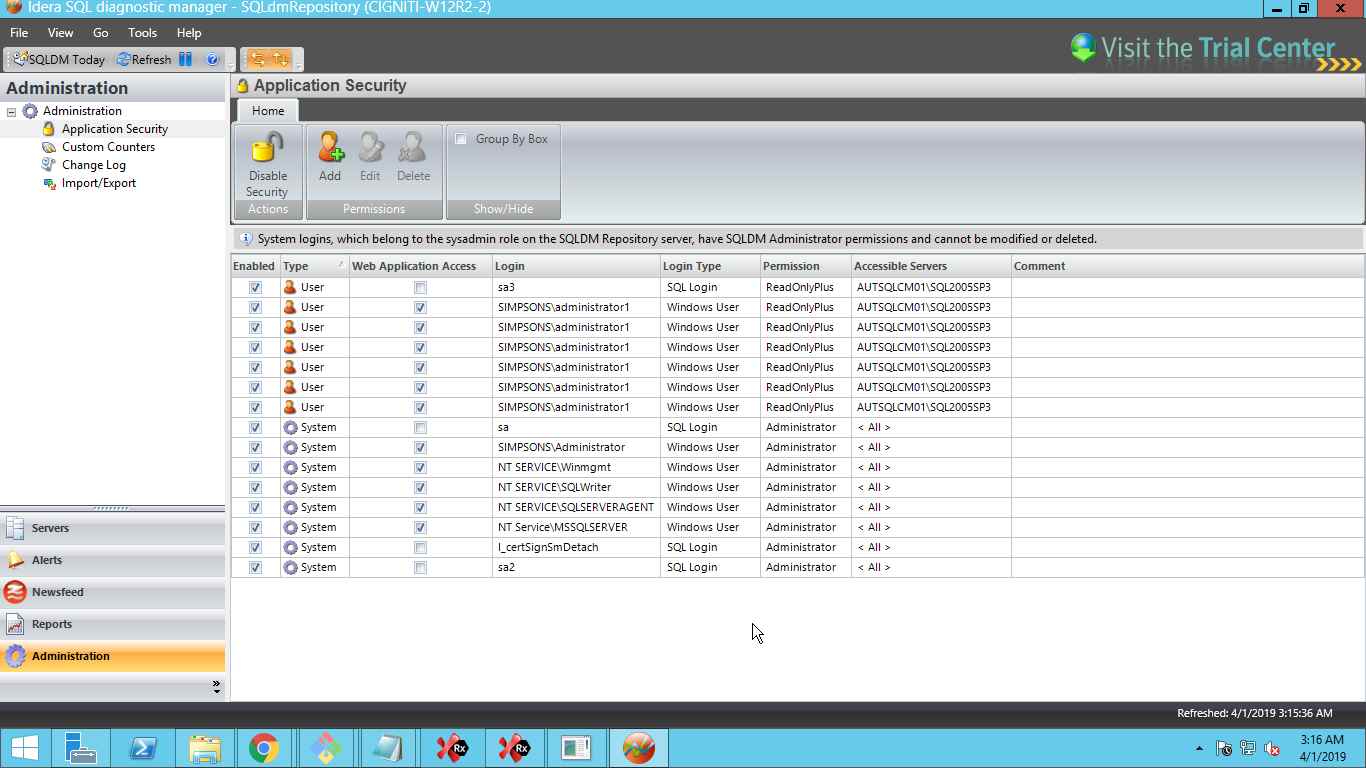 Idera SQL diagnostic manager - SQLdmRepository (CIGNITI-W12R2-2)
File View Go Tools Help
SQLDM Today Refresh
Visit the Trial Center
Administration
Administration
Application Security
Custom Counters
Change Log
Import/Export
Servers
Alerts
Newsfeed
Reports
Administration
Application Security
Home
Disable Security
Actions
Add Edit Delete
Permissions
Group By Box
Show/Hide
System logins, which belong to the sysadmin role on the SQLDM Repository server, have SQLDM Administrator permissions and cannot be modified or deleted.
Enabled Type Web Application Access Login Login Type Permission Accessible Servers Comment
User sa3 SQL Login ReadOnlyPlus AUTSQLCM01\SQL2005SP3
User SIMPSONS\administrator1 Windows User ReadOnlyPlus AUTSQLCM01\SQL2005SP3
User SIMPSONS\administrator1 Windows User ReadOnlyPlus AUTSQLCM01\SQL2005SP3
User SIMPSONS\administrator1 Windows User ReadOnlyPlus AUTSQLCM01\SQL2005SP3
User SIMPSONS\administrator1 Windows User ReadOnlyPlus AUTSQLCM01\SQL2005SP3
User SIMPSONS\administrator1 Windows User ReadOnlyPlus AUTSQLCM01\SQL2005SP3
User SIMPSONS\administrator1 Windows User ReadOnlyPlus AUTSQLCM01\SQL2005SP3
System sa SQL Login Administrator < All >
System SIMPSONS\Administrator Windows User Administrator < All >
System NT SERVICE\Winmgmt Windows User Administrator < All >
System NT SERVICE\SQLWriter Windows User Administrator < All >
System NT SERVICE\SQLSERVERAGENT Windows User Administrator < All >
System NT Service\MSSQLSERVER Windows User Administrator < All >
System l_certSignSmDetach SQL Login Administrator < All >
System sa2 SQL Login Administrator < All >
Refreshed: 4/1/2019 3:15:36 AM
Rx
Rx
3:16 AM
4/1/2019